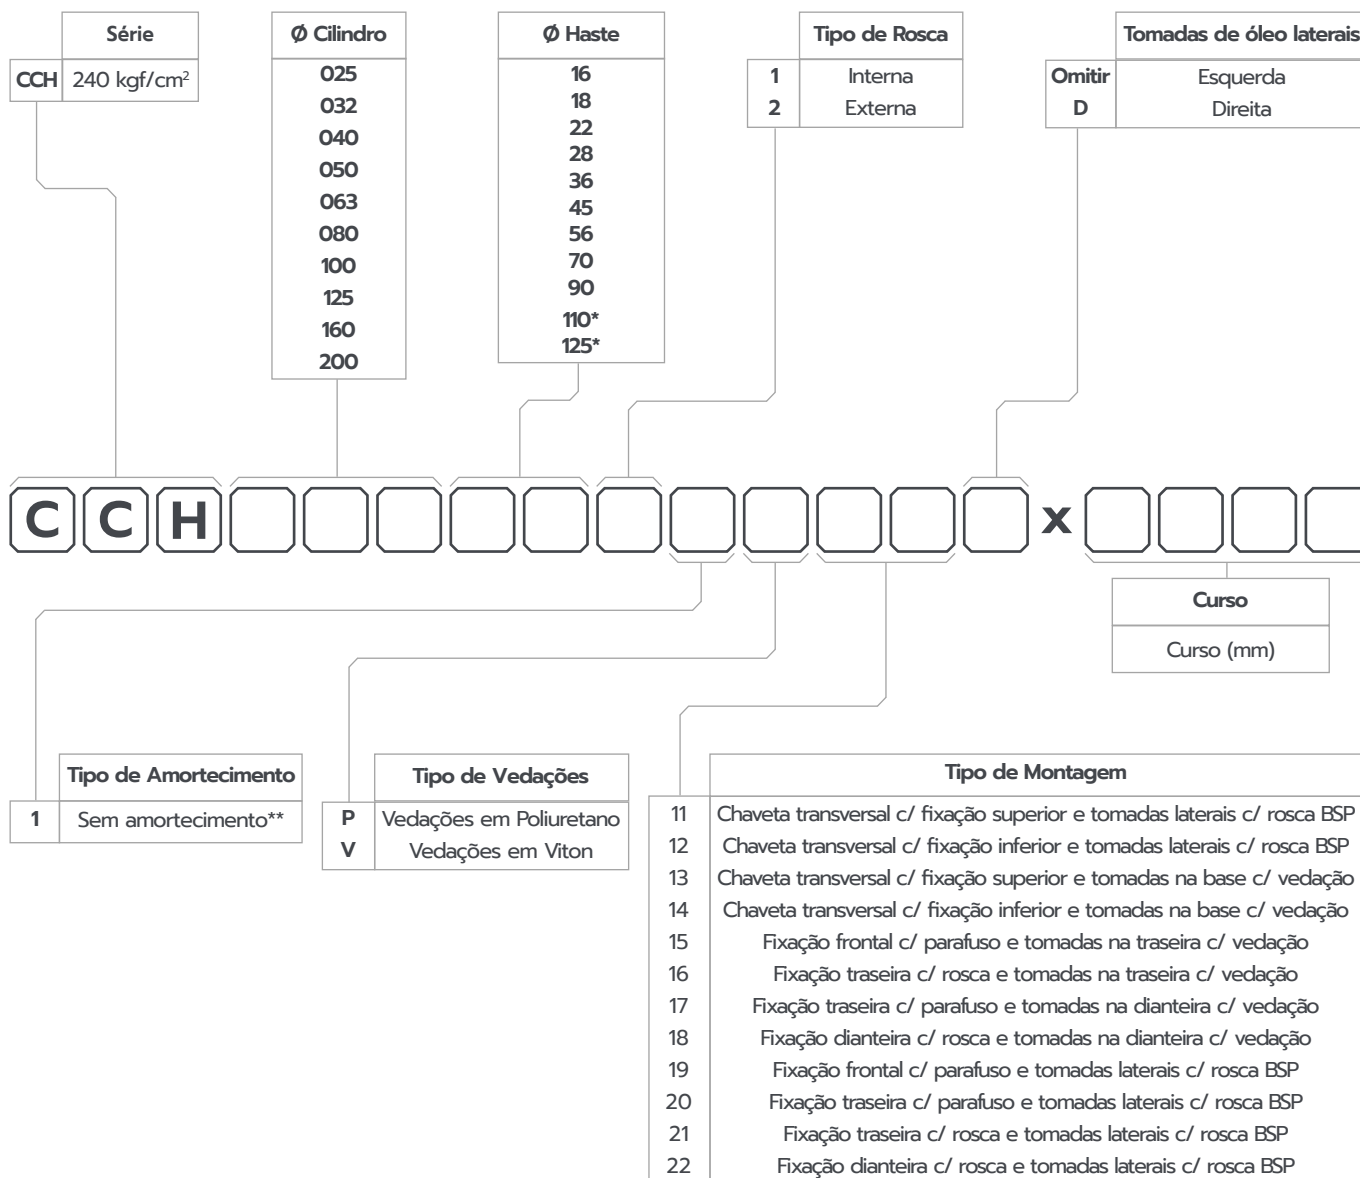 Série
CCH 240 kgf/cm²
Ø Cilindro
025
032
040
050
063
080
100
125
160
200
Ø Haste
16
18
22
28
36
45
56
70
90
110*
125*
Tipo de Rosca
1 Interna
2 Externa
Tomadas de óleo laterais
Omitir Esquerda
D Direita
C C H x
Curso
Curso (mm)
Tipo de Amortecimento
1 Sem amortecimento**
Tipo de Vedações
P Vedações em Poliuretano
V Vedações em Viton
Tipo de Montagem
11 Chaveta transversal c/ fixação superior e tomadas laterais c/ rosca BSP
12 Chaveta transversal c/ fixação inferior e tomadas laterais c/ rosca BSP
13 Chaveta transversal c/ fixação superior e tomadas na base c/ vedação
14 Chaveta transversal c/ fixação inferior e tomadas na base c/ vedação
15 Fixação frontal c/ parafuso e tomadas na traseira c/ vedação
16 Fixação traseira c/ rosca e tomadas na traseira c/ vedação
17 Fixação traseira c/ parafuso e tomadas na dianteira c/ vedação
18 Fixação dianteira c/ rosca e tomadas na dianteira c/ vedação
19 Fixação frontal c/ parafuso e tomadas laterais c/ rosca BSP
20 Fixação traseira c/ parafuso e tomadas laterais c/ rosca BSP
21 Fixação traseira c/ rosca e tomadas laterais c/ rosca BSP
22 Fixação dianteira c/ rosca e tomadas laterais c/ rosca BSP